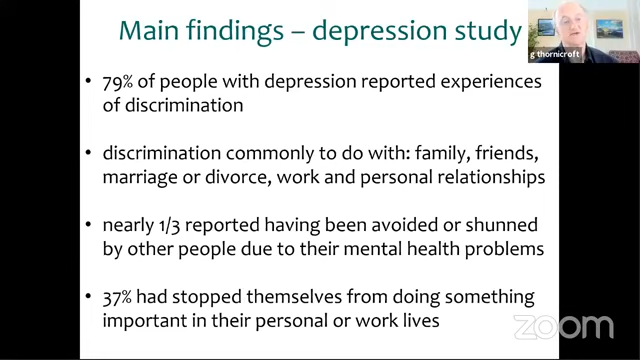 Main findings – depression study
g thornicroft
• 79% of people with depression reported experiences
of discrimination
• discrimination commonly to do with: family, friends,
marriage or divorce, work and personal relationships
• nearly 1/3 reported having been avoided or shunned
by other people due to their mental health problems
• 37% had stopped themselves from doing something
important in their personal or work lives
zoom